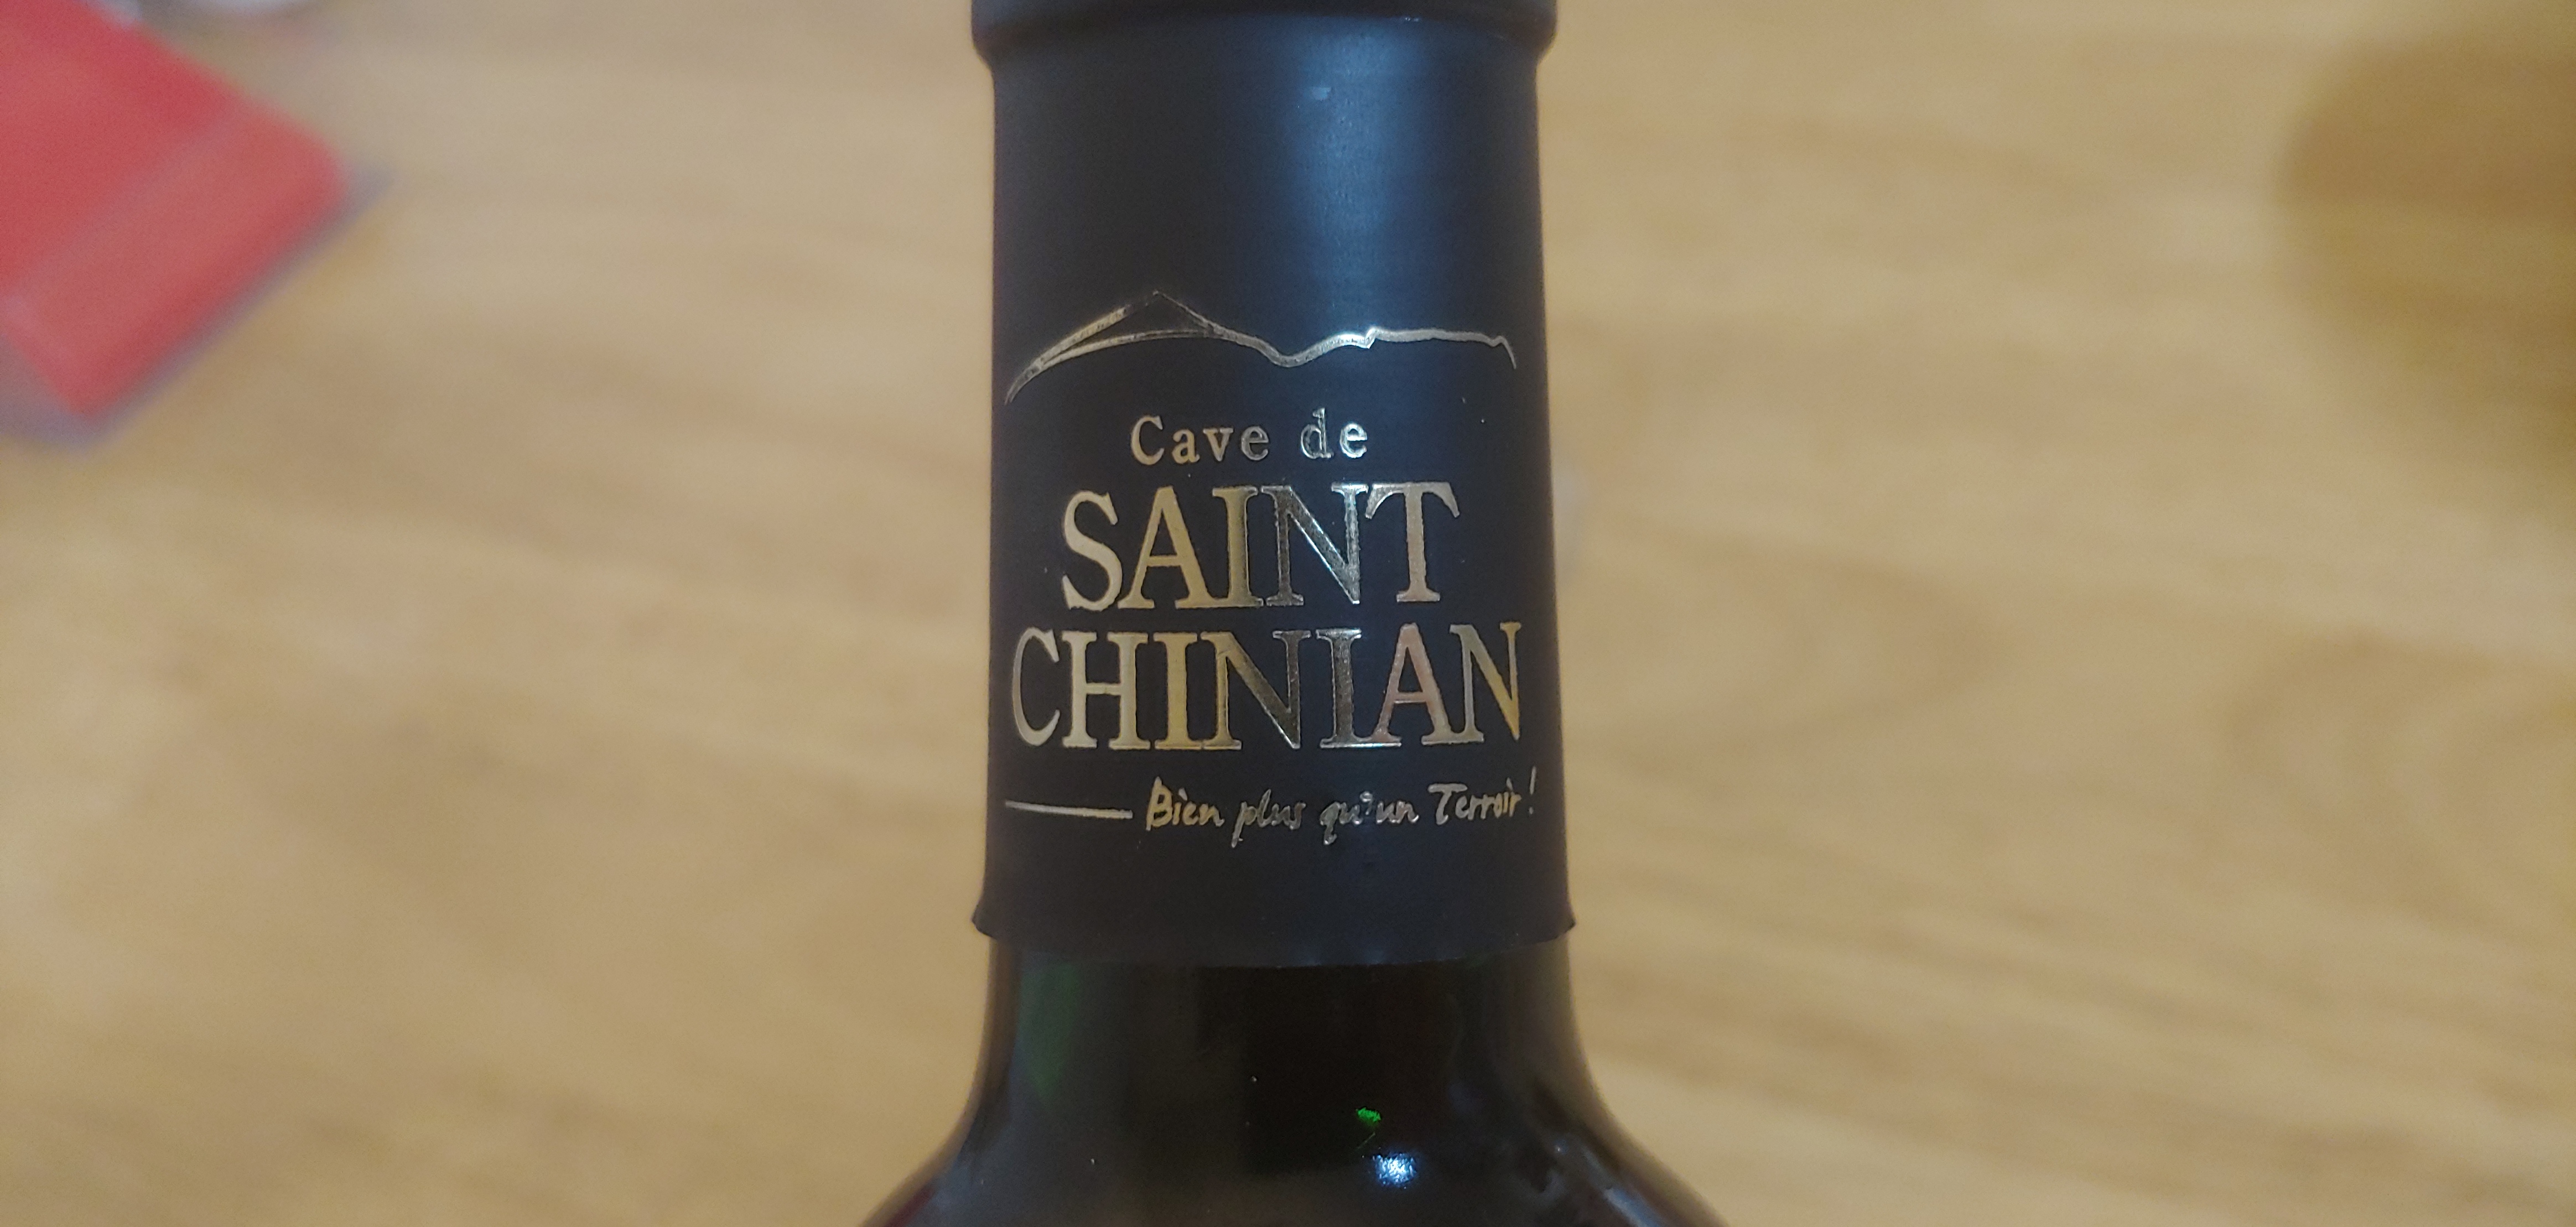 Cave de
SAINT
CHINIAN
Bien plus qu'un Terroir!